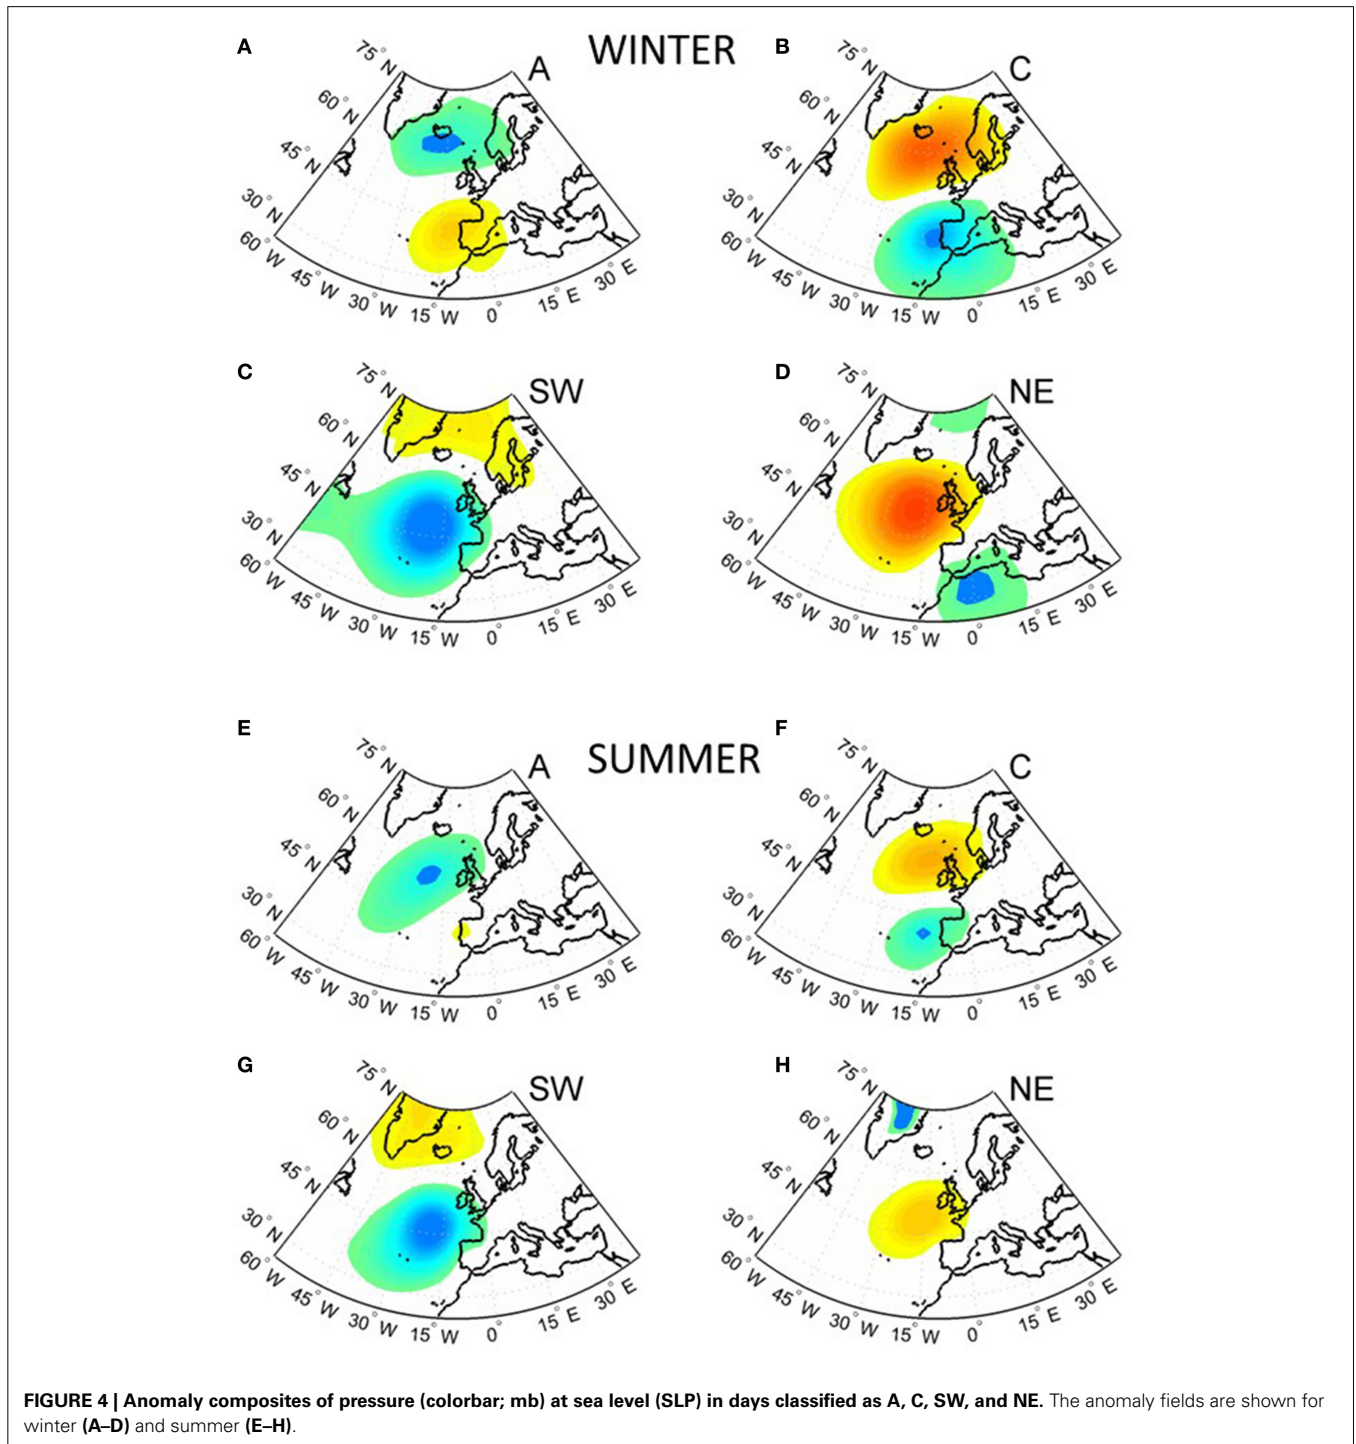 A
WINTER
B
A
C
75° N
60° N
45° N
30° N
60° W
45° W
30° W
15° W
0°
15° E
30° E
75° N
60° N
45° N
30° N
60° W
45° W
30° W
15° W
0°
15° E
30° E
C
SW
D
NE
75° N
60° N
45° N
30° N
60° W
45° W
30° W
15° W
0°
15° E
30° E
75° N
60° N
45° N
30° N
60° W
45° W
30° W
15° W
0°
15° E
30° E
E
SUMMER
F
A
C
75° N
60° N
45° N
30° N
60° W
45° W
30° W
15° W
0°
15° E
30° E
75° N
60° N
45° N
30° N
60° W
45° W
30° W
15° W
0°
15° E
30° E
G
SW
H
NE
75° N
60° N
45° N
30° N
60° W
45° W
30° W
15° W
0°
15° E
30° E
75° N
60° N
45° N
30° N
60° W
45° W
30° W
15° W
0°
15° E
30° E
FIGURE 4 | Anomaly composites of pressure (colorbar; mb) at sea level (SLP) in days classified as A, C, SW, and NE. The anomaly fields are shown for
winter (A–D) and summer (E–H).